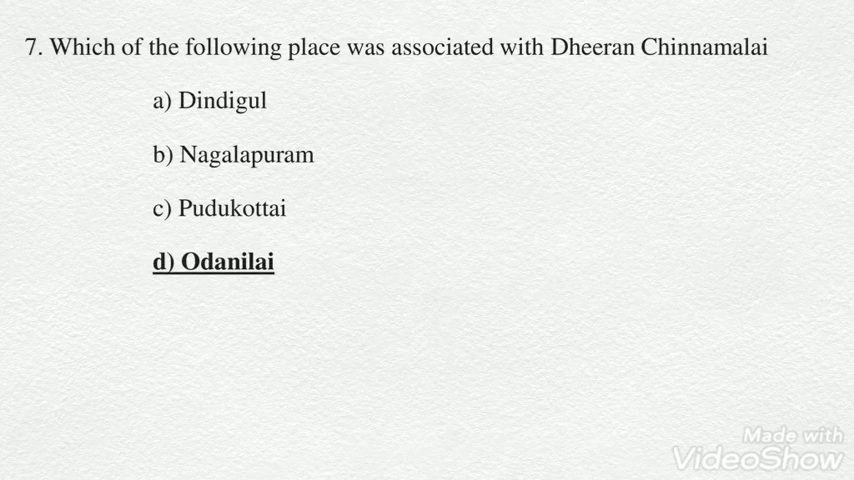 7. Which of the following place was associated with Dheeran Chinnamalai
a) Dindigul
b) Nagalapuram
c) Pudukottai
d) Odanilai
Made with
VideoShow